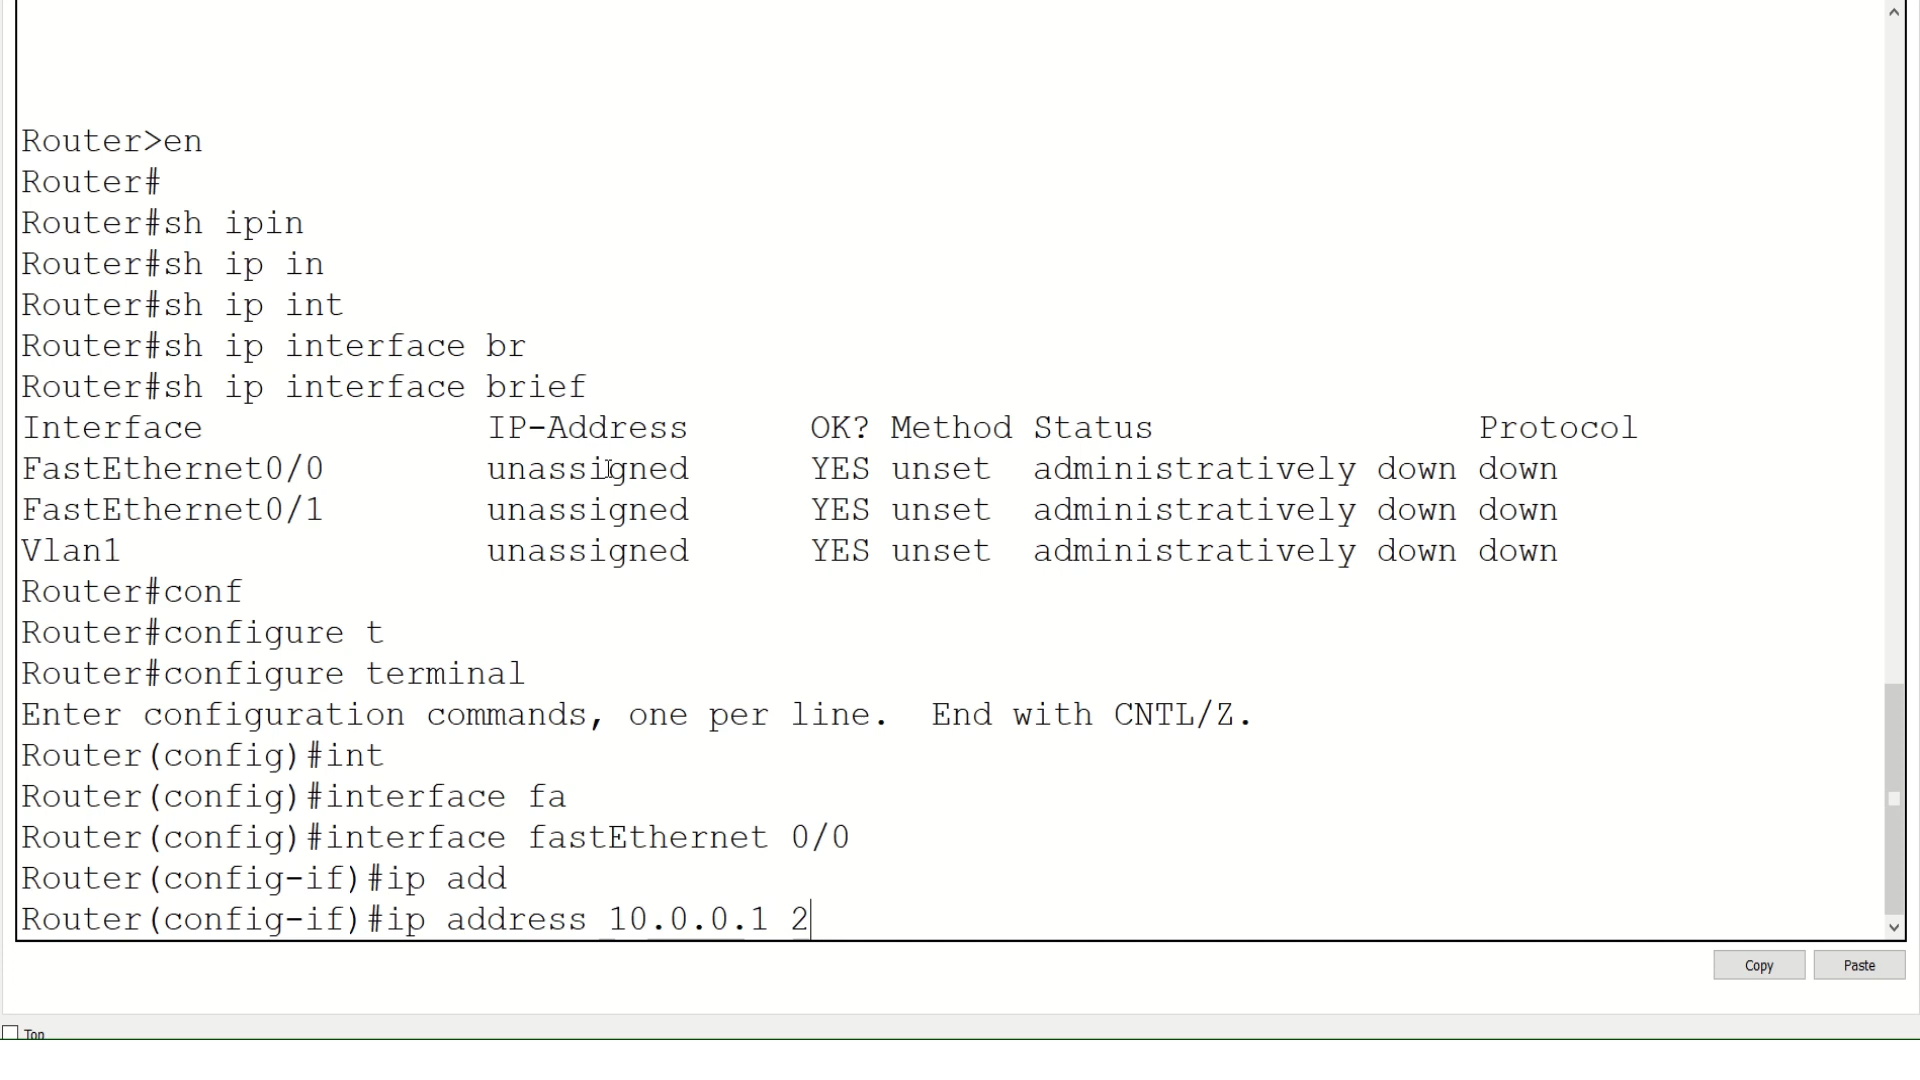 Router>en
Router#
Router#sh ipin
Router#sh ip in
Router#sh ip int
Router#sh ip interface br
Router#sh ip interface brief
Interface IP-Address OK? Method Status Protocol
FastEthernet0/0 unassigned YES unset administratively down down
FastEthernet0/1 unassigned YES unset administratively down down
Vlan1 unassigned YES unset administratively down down
Router#conf
Router#configure t
Router#configure terminal
Enter configuration commands, one per line. End with CNTL/Z.
Router(config)#int
Router(config)#interface fa
Router(config)#interface fastEthernet 0/0
Router(config-if)#ip add
Router(config-if)#ip address 10.0.0.1 2
Copy Paste
Top